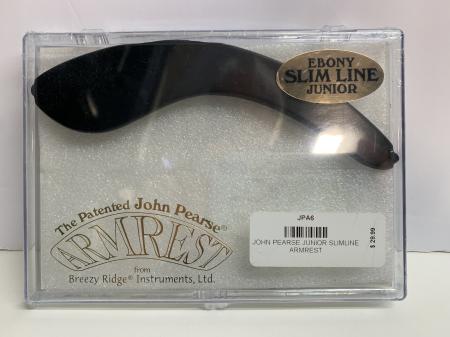 EBONY
SLIM LINE
JUNIOR
The Patented John Pearse®
ARMREST
from
Breezy Ridge® Instruments, Ltd.
JPA6
JOHN PEARSE JUNIOR SLIMLINE
ARMREST
$ 29.99